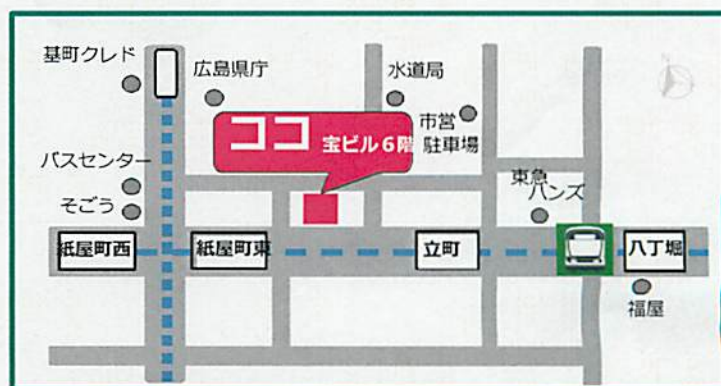 基町クレド
広島県庁
水道局
ココ 宝ビル6階
市営
駐車場
バスセンター
そごう
東急
ハンズ
紙屋町西
紙屋町東
立町
八丁堀
福屋